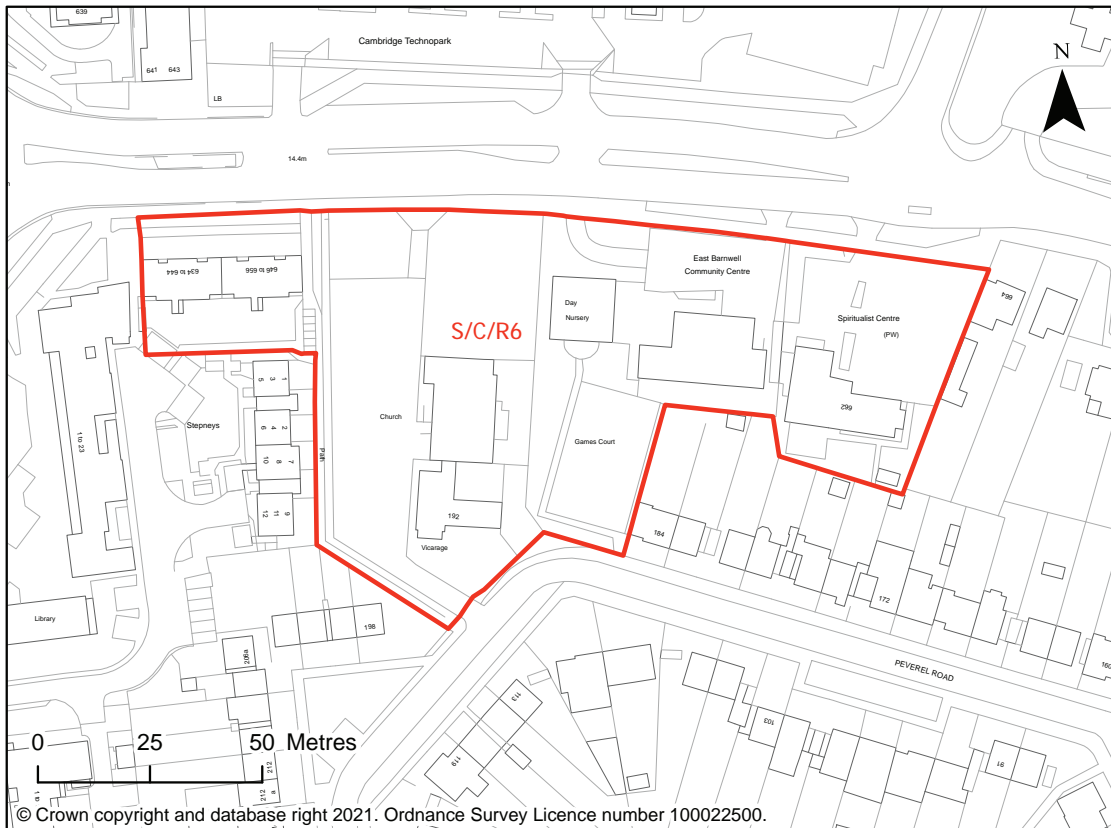 639
641 643
Cambridge Technopark
N
LB
14.4m
634 to 644
646 to 656
East Barnwell
Community Centre
Day
Nursery
Spiritualist Centre
(PW)
664
S/C/R6
662
1 to 23
Stepneys
1
3
5
2
4
6
7
8
10
9
11
12
Path
Church
Games Court
192
Vicarage
184
172
Library
198
206a
PEVEREL ROAD
160
113
119
103
91
212
212
a
0 25 50 Metres
© Crown copyright and database right 2021. Ordnance Survey Licence number 100022500.